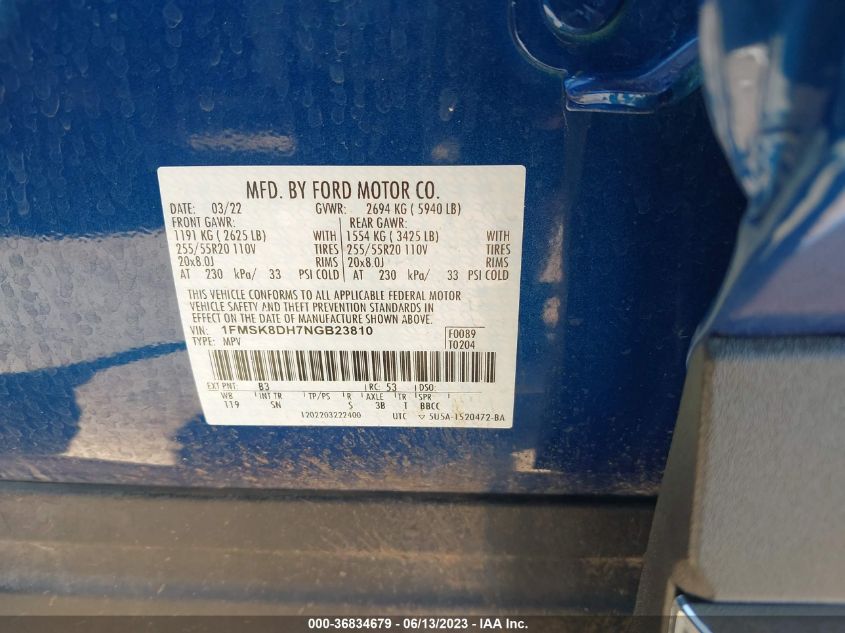 MFD. BY FORD MOTOR CO.
DATE: 03/22 GVWR: 2694 KG ( 5940 LB)
FRONT GAWR: REAR GAWR:
1191 KG ( 2625 LB) WITH 1554 KG ( 3425 LB) WITH
255/55R20 110V TIRES 255/55R20 110V TIRES
20x8.0J RIMS 20x8.0J RIMS
AT 230 kPa/ 33 PSI COLD AT 230 kPa/ 33 PSI COLD
THIS VEHICLE CONFORMS TO ALL APPLICABLE FEDERAL MOTOR
VEHICLE SAFETY AND THEFT PREVENTION STANDARDS IN
EFFECT ON THE DATE OF MANUFACTURE SHOWN ABOVE.
VIN: 1FMSK8DH7NGB23810 F0089
TYPE: MPV T0204
EXT PNT: B3 RC: 53 DSO:
WB INT TR TP/PS R AXLE TR SPR
119 SN S 3B T BBCC
1202203222400 UTC ▽ 5U5A-1520472-BA
000-36834679 - 06/13/2023 - IAA Inc.